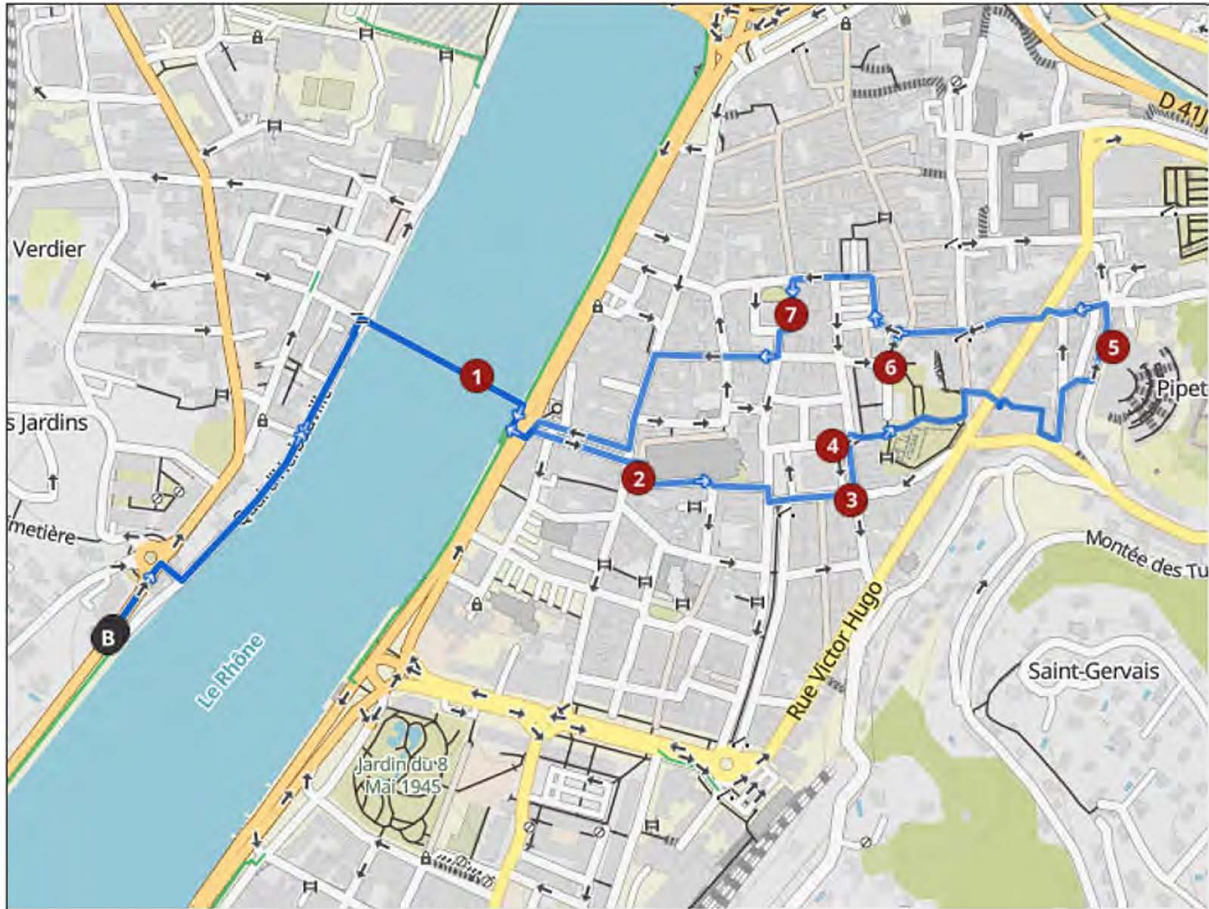 D 41J
Verdier
7
5
6
Pipet
1
s Jardins
4
2
3
metière
Montée des Tu
B
Le Rhône
Rue Victor Hugo
Saint-Gervais
Jardin du 8
Mai 1945